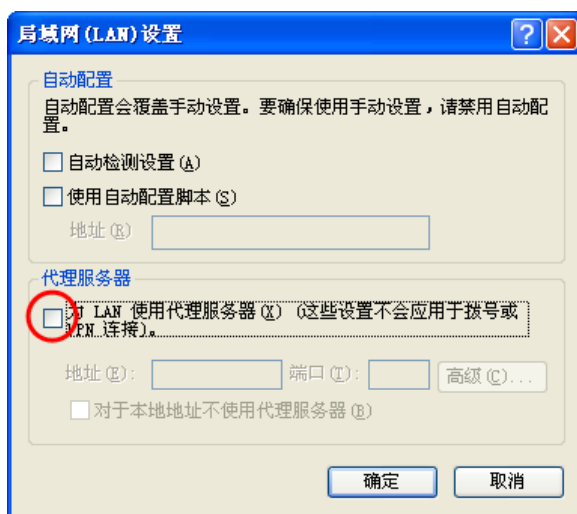 局域网(LAN)设置
自动配置
自动配置会覆盖手动设置。要确保使用手动设置,请禁用自动配
置。
自动检测设置(A)
使用自动配置脚本(S)
地址(R)
代理服务器
对 LAN 使用代理服务器(X) (这些设置不会应用于拨号或
VPN 连接)。
地址(E): 端口(T): 高级(C)...
对于本地地址不使用代理服务器(B)
确定 取消